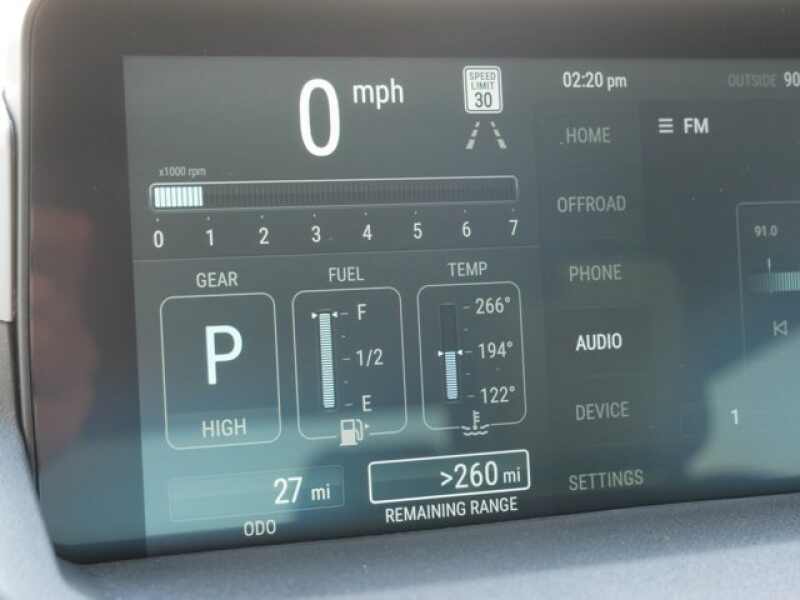 0 mph
SPEED
LIMIT
30
02:20 pm
OUTSIDE 90
x1000 rpm
0 1 2 3 4 5 6 7
HOME
OFFROAD
PHONE
AUDIO
DEVICE
SETTINGS
FM
91.0
1
GEAR
P
HIGH
FUEL
F
1/2
E
TEMP
266°
194°
122°
27 mi
ODO
>260 mi
REMAINING RANGE